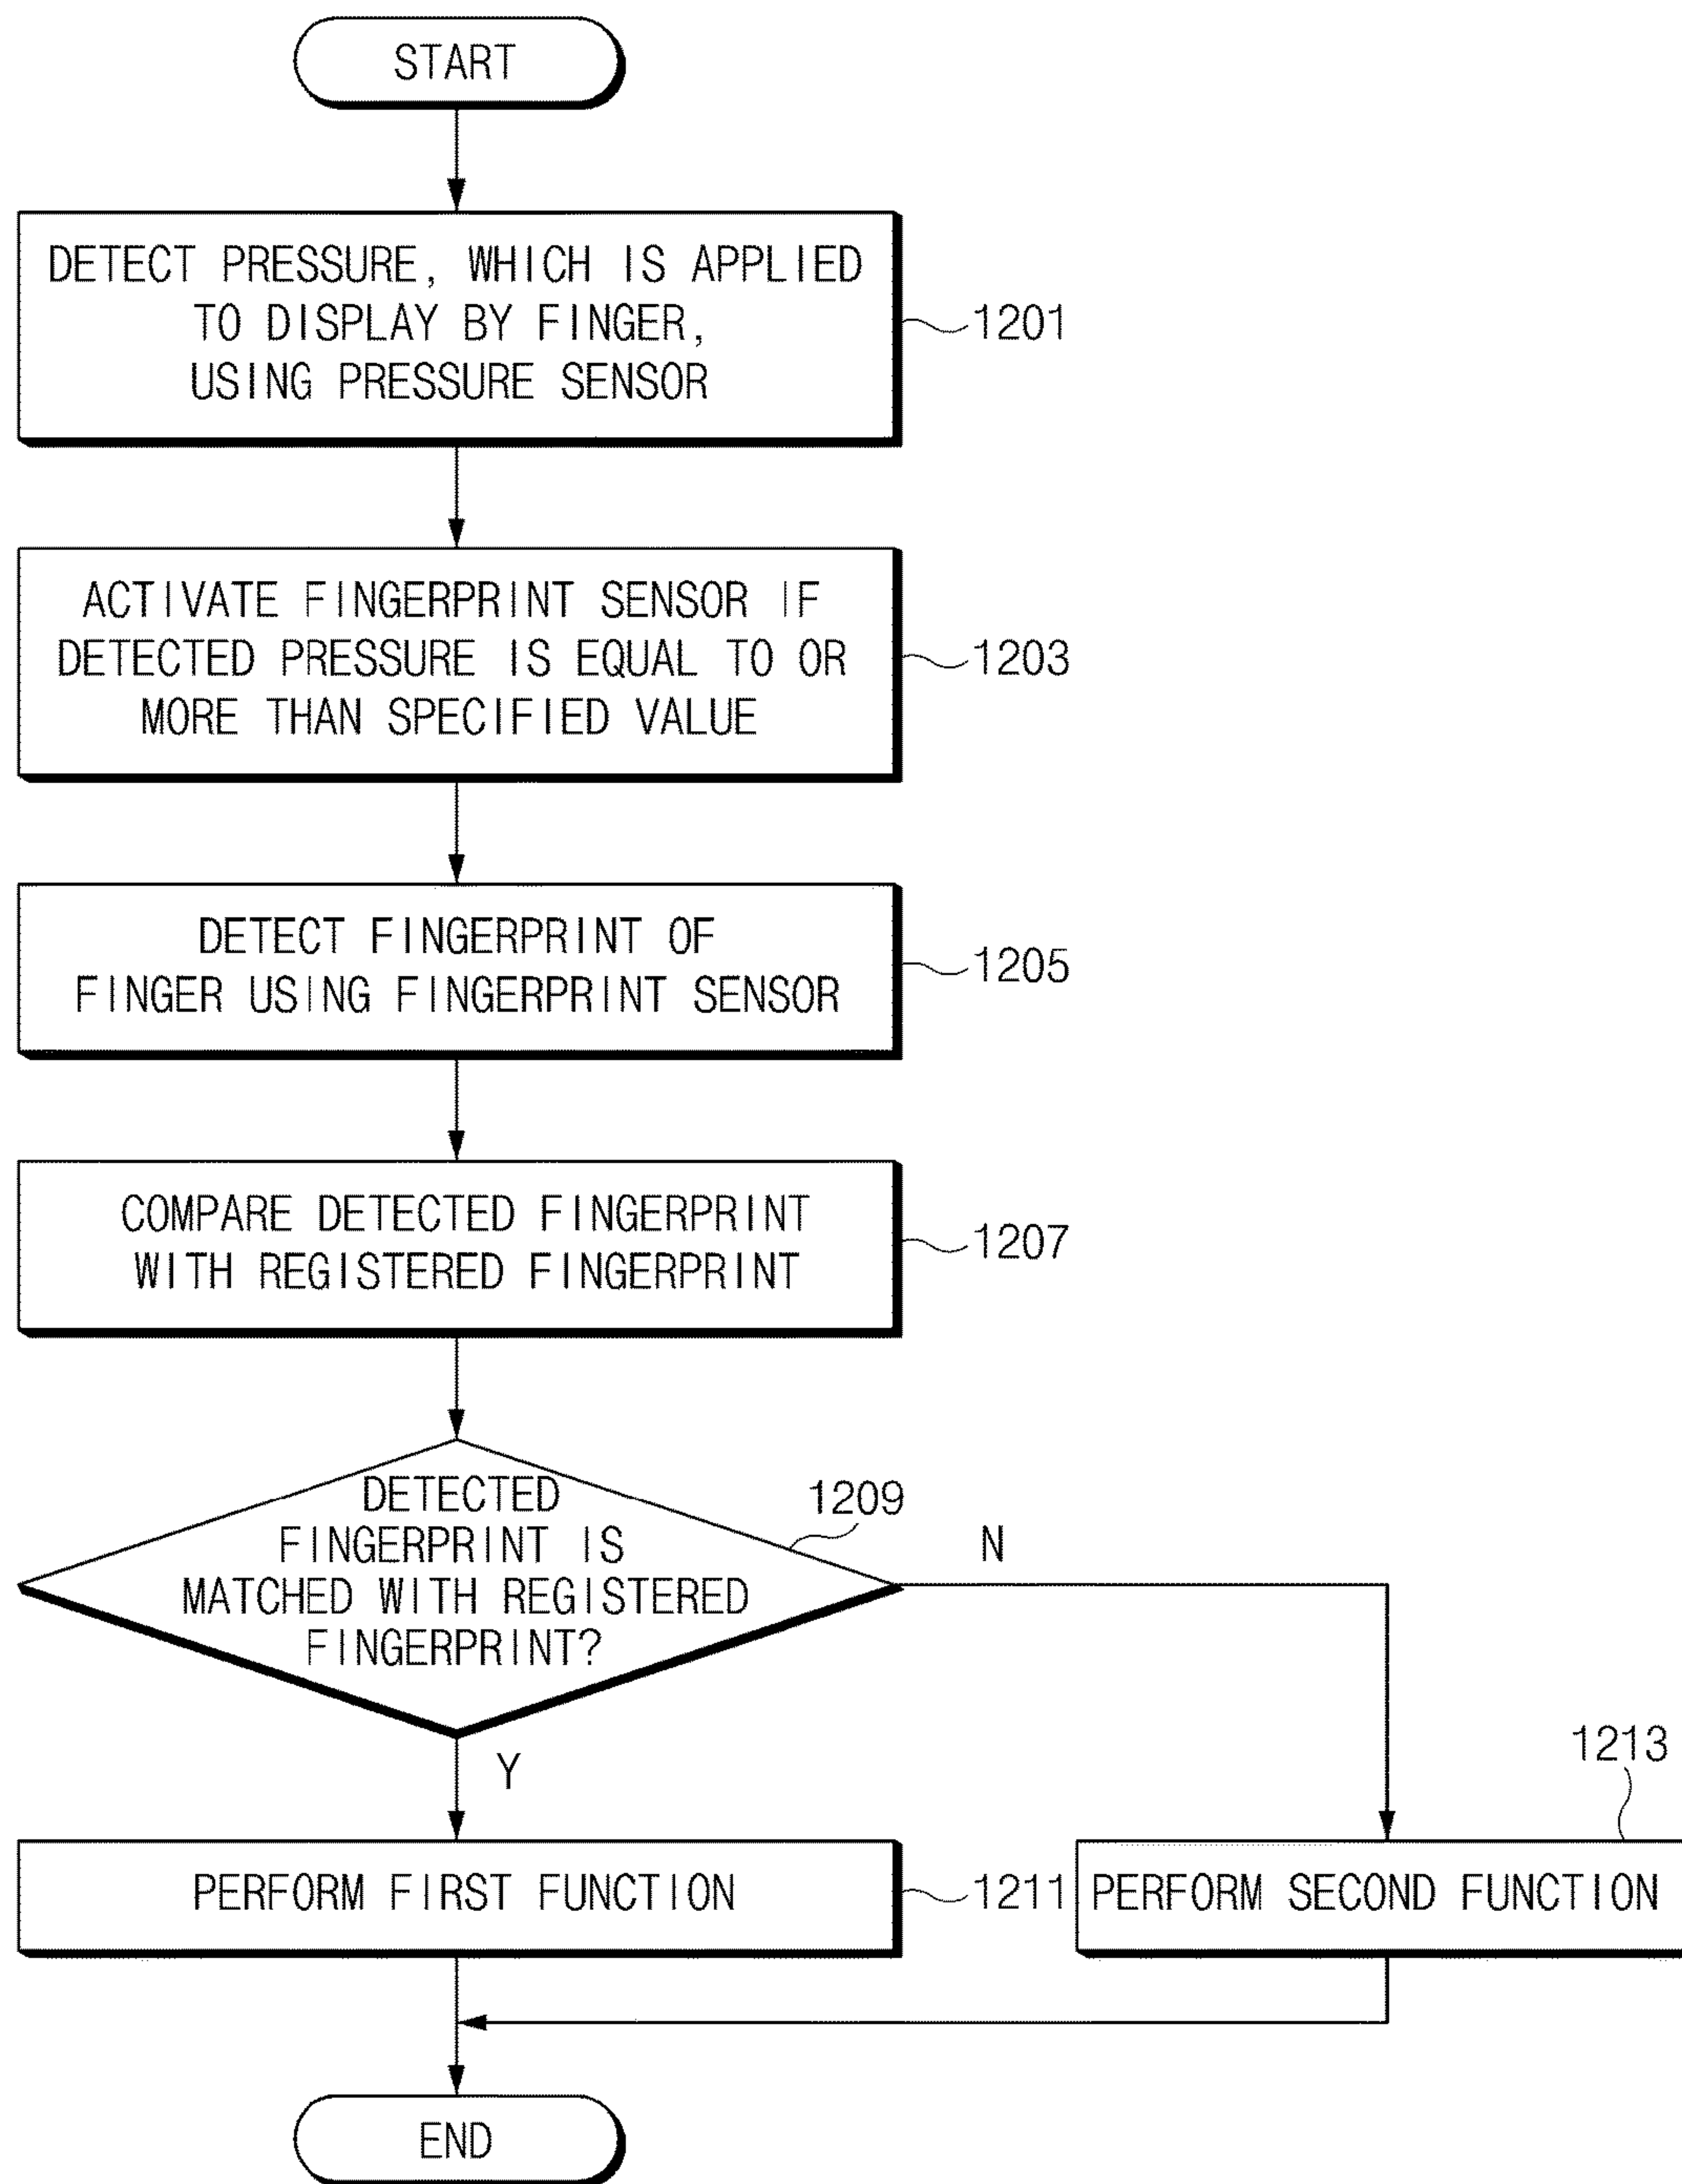 START
DETECT PRESSURE, WHICH IS APPLIED
TO DISPLAY BY FINGER,
USING PRESSURE SENSOR
1201
ACTIVATE FINGERPRINT SENSOR IF
DETECTED PRESSURE IS EQUAL TO OR
MORE THAN SPECIFIED VALUE
1203
DETECT FINGERPRINT OF
FINGER USING FINGERPRINT SENSOR
1205
COMPARE DETECTED FINGERPRINT
WITH REGISTERED FINGERPRINT
1207
DETECTED
FINGERPRINT IS
MATCHED WITH REGISTERED
FINGERPRINT?
1209
N
Y
1213
PERFORM FIRST FUNCTION
1211
PERFORM SECOND FUNCTION
END